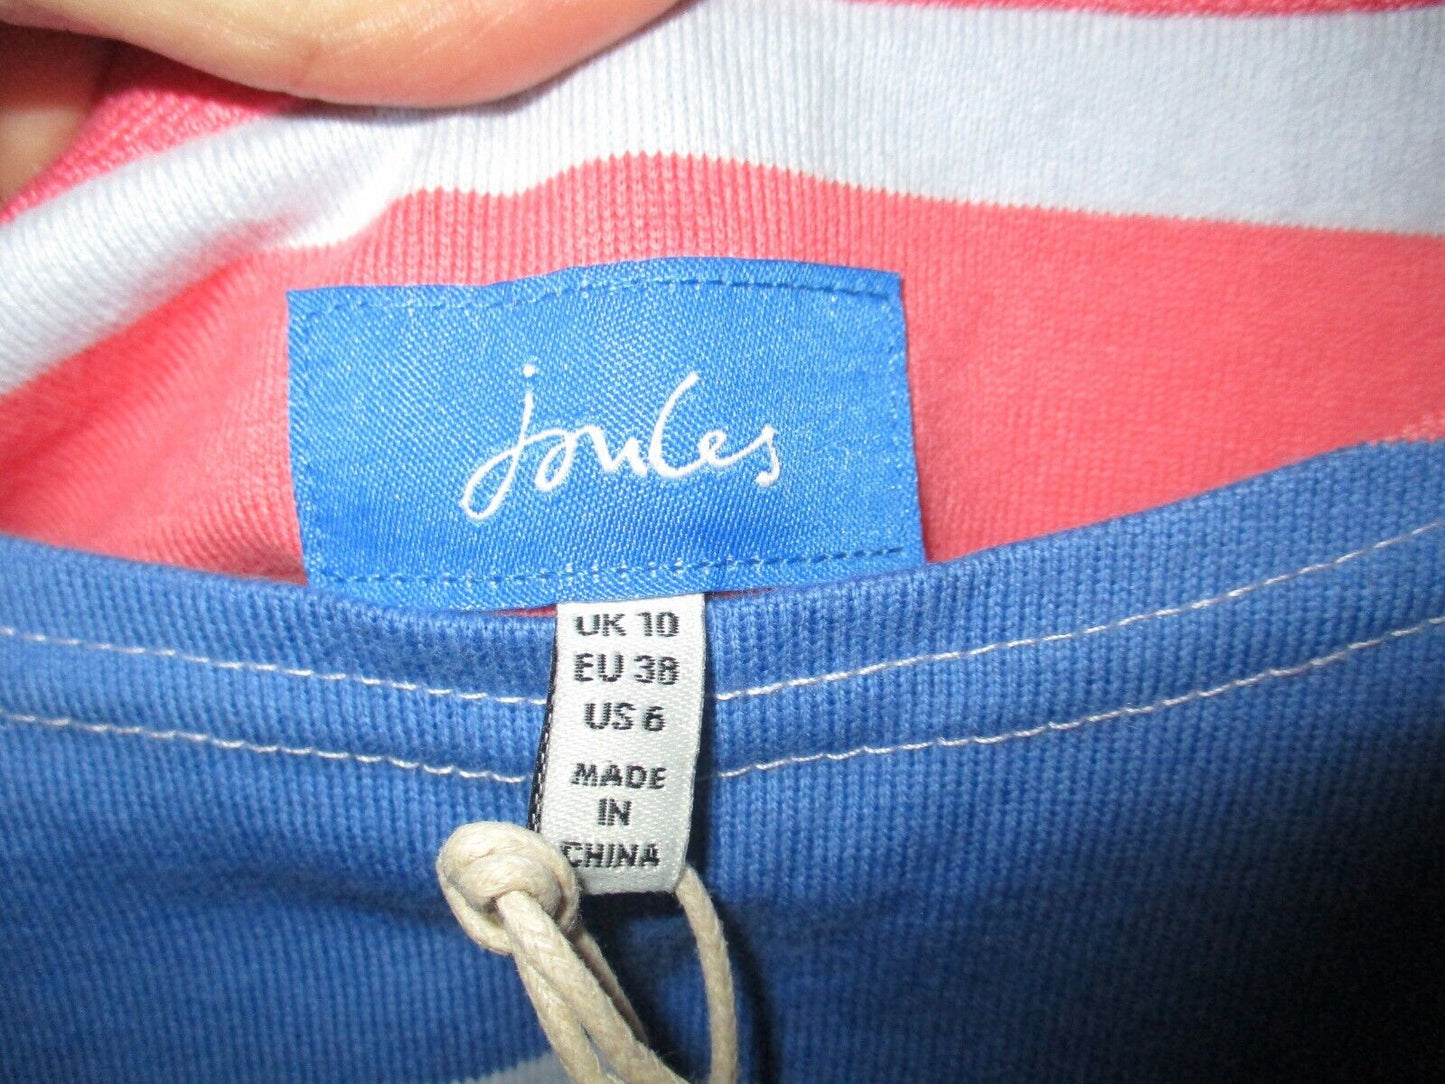 joules
UK 10
EU 38
US 6
MADE
IN
CHINA